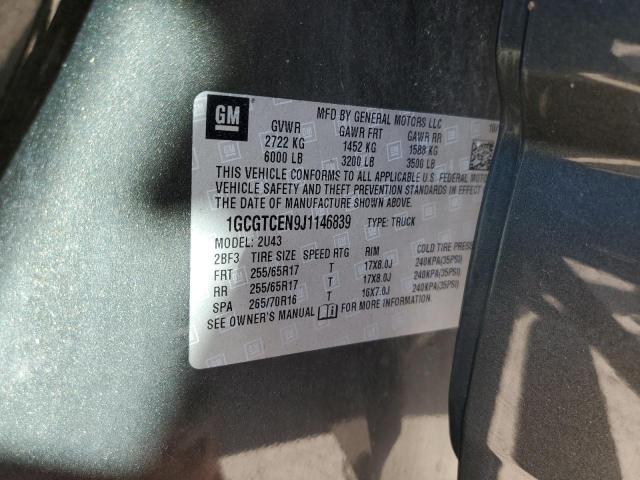 GM
MFD BY GENERAL MOTORS LLC
GVWR GAWR FRT GAWR RR
2722 KG 1452 KG 1588 KG
6000 LB 3200 LB 3500 LB
THIS VEHICLE CONFORMS TO ALL APPLICABLE U.S. FEDERAL
VEHICLE SAFETY AND THEFT PREVENTION STANDARDS
THE DATE OF MANUFACTURE SHOWN ABOVE.
1GCGTCEN9J1146839 TYPE: TRUCK
MODEL: 2U43
2BF3 TIRE SIZE SPEED RTG RIM COLD TIRE PRESS
FRT 255/65R17 T 17X8.0J 240KPA(35PSI)
RR 255/65R17 T 17X8.0J 240KPA(35PSI)
SPA 265/70R16 T 16X7.0J 240KPA(35PSI)
SEE OWNER'S MANUAL FOR MORE INFORMATION.